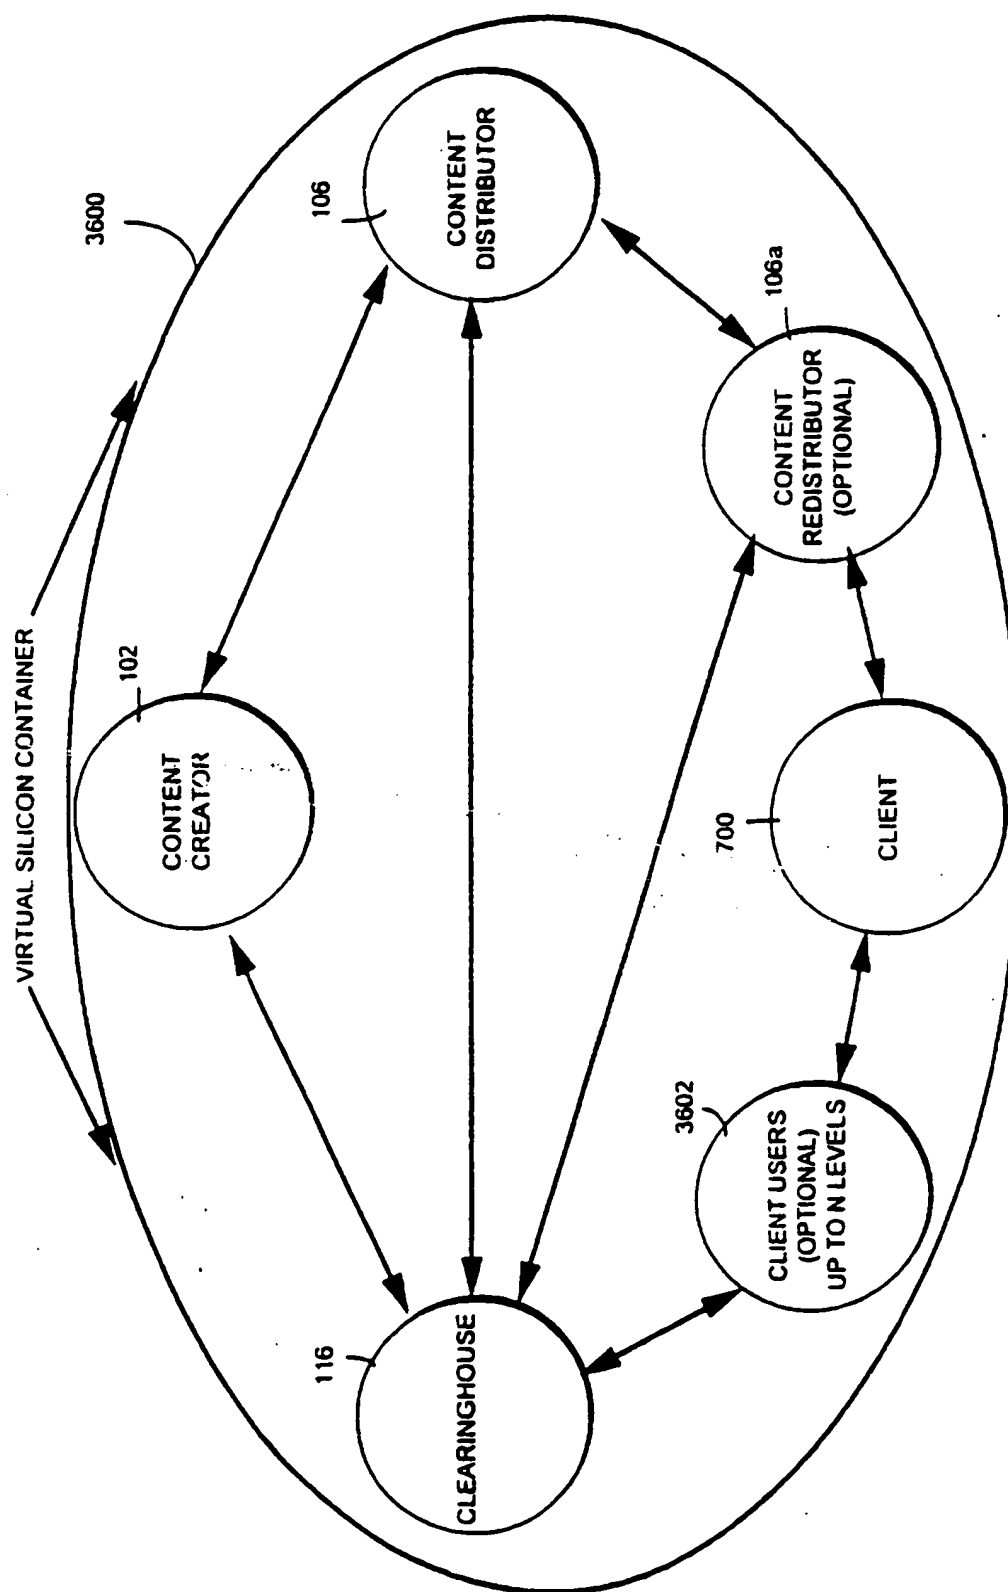 VIRTUAL SILICON CONTAINER
3600
102
CONTENT
CREATOR
116
CLEARINGHOUSE
106
CONTENT
DISTRIBUTOR
3602
CLIENT USERS
(OPTIONAL)
UP TO N LEVELS
700
CLIENT
106a
CONTENT
REDISTRIBUTOR
(OPTIONAL)